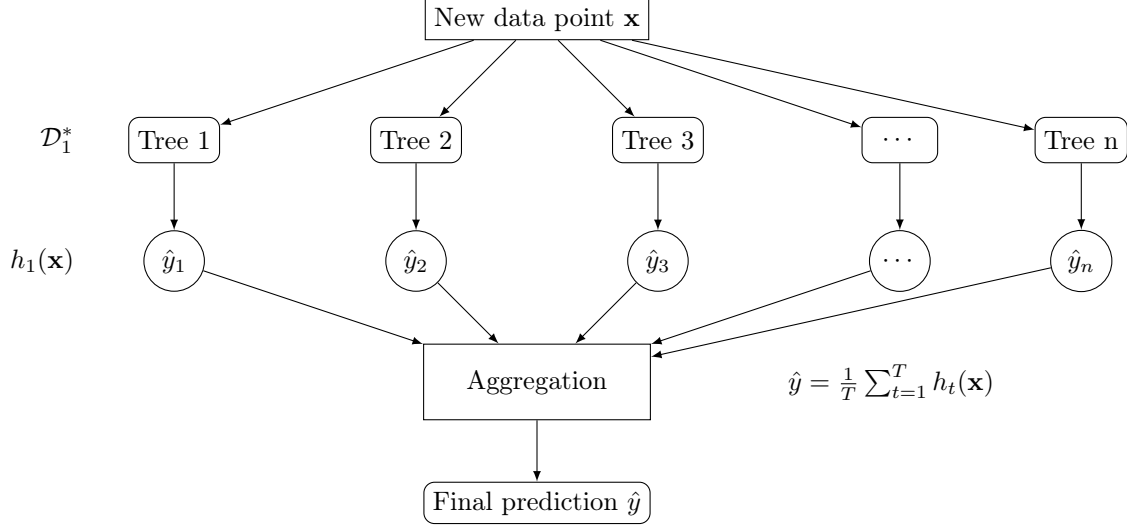 New data point x
𝒟₁* Tree 1 Tree 2 Tree 3 ⋯ Tree n
h₁(x) ŷ₁ ŷ₂ ŷ₃ ⋯ ŷₙ
Aggregation ŷ = 1/T ∑ₜ₌₁ᵀ hₜ(x)
Final prediction ŷ